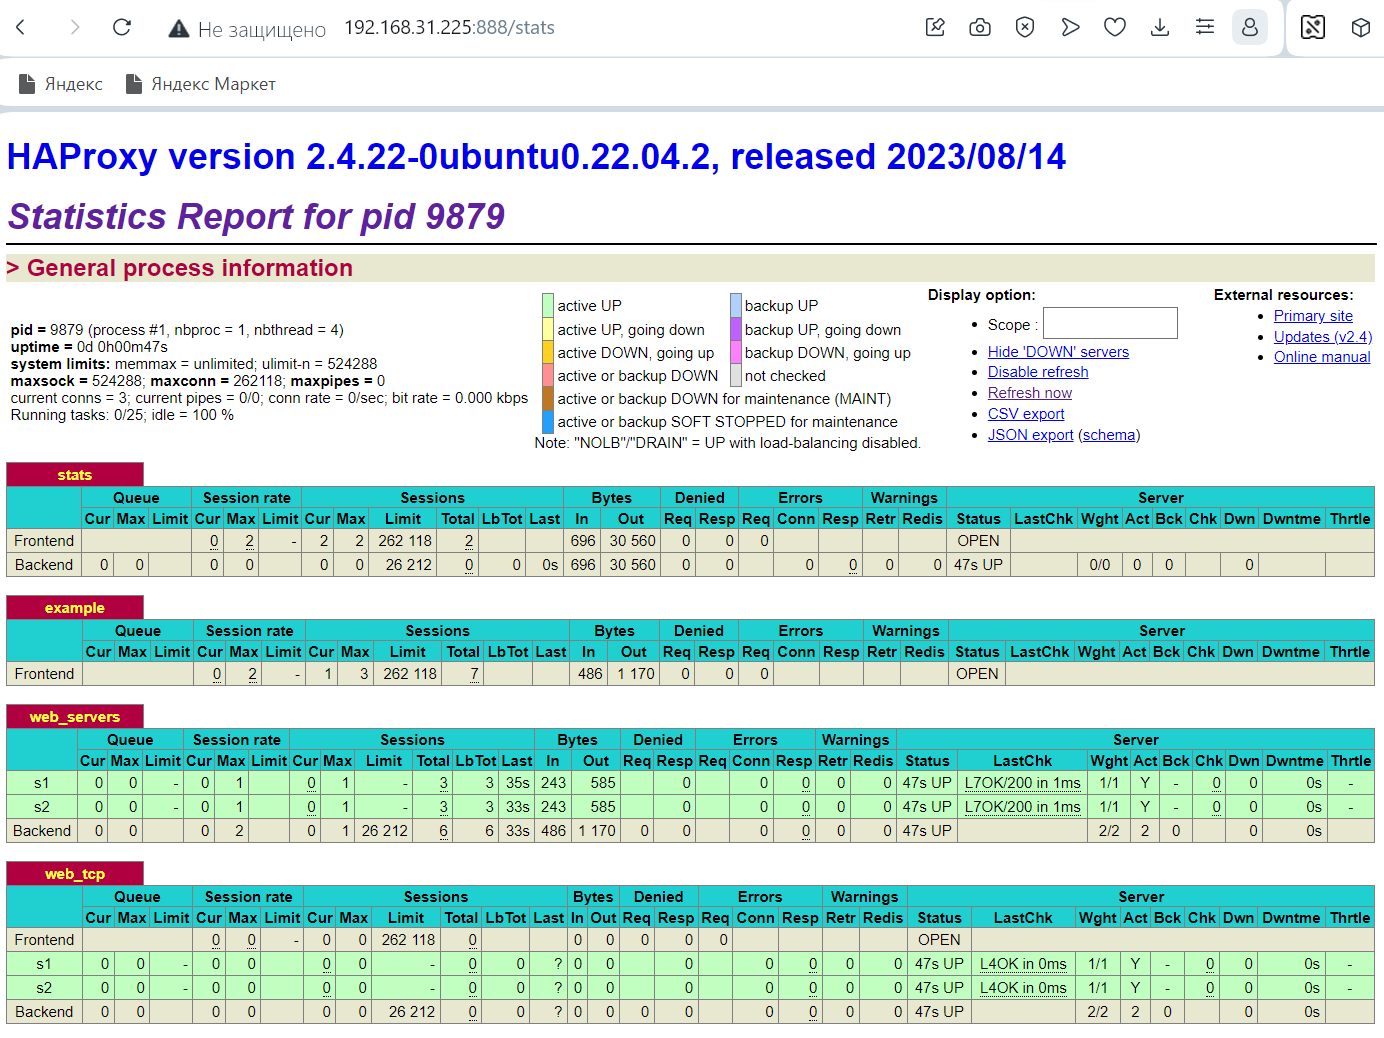 Не защищено 192.168.31.225:888/stats
Яндекс Яндекс Маркет
HAProxy version 2.4.22-0ubuntu0.22.04.2, released 2023/08/14
Statistics Report for pid 9879
> General process information
pid = 9879 (process #1, nbproc = 1, nbthread = 4)
uptime = 0d 0h00m47s
system limits: memmax = unlimited; ulimit-n = 524288
maxsock = 524288; maxconn = 262118; maxpipes = 0
current conns = 3; current pipes = 0/0; conn rate = 0/sec; bit rate = 0.000 kbps
Running tasks: 0/25; idle = 100 %
active UP backup UP
active UP, going down backup UP, going down
active DOWN, going up backup DOWN, going up
active or backup DOWN not checked
active or backup DOWN for maintenance (MAINT)
active or backup SOFT STOPPED for maintenance
Note: "NOLB"/"DRAIN" = UP with load-balancing disabled.
Display option:
• Scope :
• Hide 'DOWN' servers
• Disable refresh
• Refresh now
• CSV export
• JSON export (schema)
External resources:
• Primary site
• Updates (v2.4)
• Online manual
stats
Queue Session rate Sessions Bytes Denied Errors Warnings Server
Cur Max Limit Cur Max Limit Cur Max Limit Total LbTot Last In Out Req Resp Req Conn Resp Retr Redis Status LastChk Wght Act Bck Chk Dwn Dwntme Thrtle
Frontend 0 2 - 2 2 262 118 2 696 30 560 0 0 0 OPEN
Backend 0 0 0 0 0 0 26 212 0 0 0s 696 30 560 0 0 0 0 0 0 47s UP 0/0 0 0 0
example
Queue Session rate Sessions Bytes Denied Errors Warnings Server
Cur Max Limit Cur Max Limit Cur Max Limit Total LbTot Last In Out Req Resp Req Conn Resp Retr Redis Status LastChk Wght Act Bck Chk Dwn Dwntme Thrtle
Frontend 0 2 - 1 3 262 118 7 486 1 170 0 0 0 OPEN
web_servers
Queue Session rate Sessions Bytes Denied Errors Warnings Server
Cur Max Limit Cur Max Limit Cur Max Limit Total LbTot Last In Out Req Resp Req Conn Resp Retr Redis Status LastChk Wght Act Bck Chk Dwn Dwntme Thrtle
s1 0 0 - 0 1 0 1 - 3 3 35s 243 585 0 0 0 0 0 47s UP L7OK/200 in 1ms 1/1 Y - 0 0 0s -
s2 0 0 - 0 1 0 1 - 3 3 33s 243 585 0 0 0 0 0 47s UP L7OK/200 in 1ms 1/1 Y - 0 0 0s -
Backend 0 0 0 2 0 1 26 212 6 6 33s 486 1 170 0 0 0 0 0 0 47s UP 2/2 2 0 0 0s
web_tcp
Queue Session rate Sessions Bytes Denied Errors Warnings Server
Cur Max Limit Cur Max Limit Cur Max Limit Total LbTot Last In Out Req Resp Req Conn Resp Retr Redis Status LastChk Wght Act Bck Chk Dwn Dwntme Thrtle
Frontend 0 0 - 0 0 262 118 0 0 0 0 0 0 OPEN
s1 0 0 - 0 0 0 0 - 0 0 ? 0 0 0 0 0 0 0 47s UP L4OK in 0ms 1/1 Y - 0 0 0s -
s2 0 0 - 0 0 0 0 - 0 0 ? 0 0 0 0 0 0 0 47s UP L4OK in 0ms 1/1 Y - 0 0 0s -
Backend 0 0 0 0 0 0 26 212 0 0 ? 0 0 0 0 0 0 0 0 47s UP 2/2 2 0 0 0s